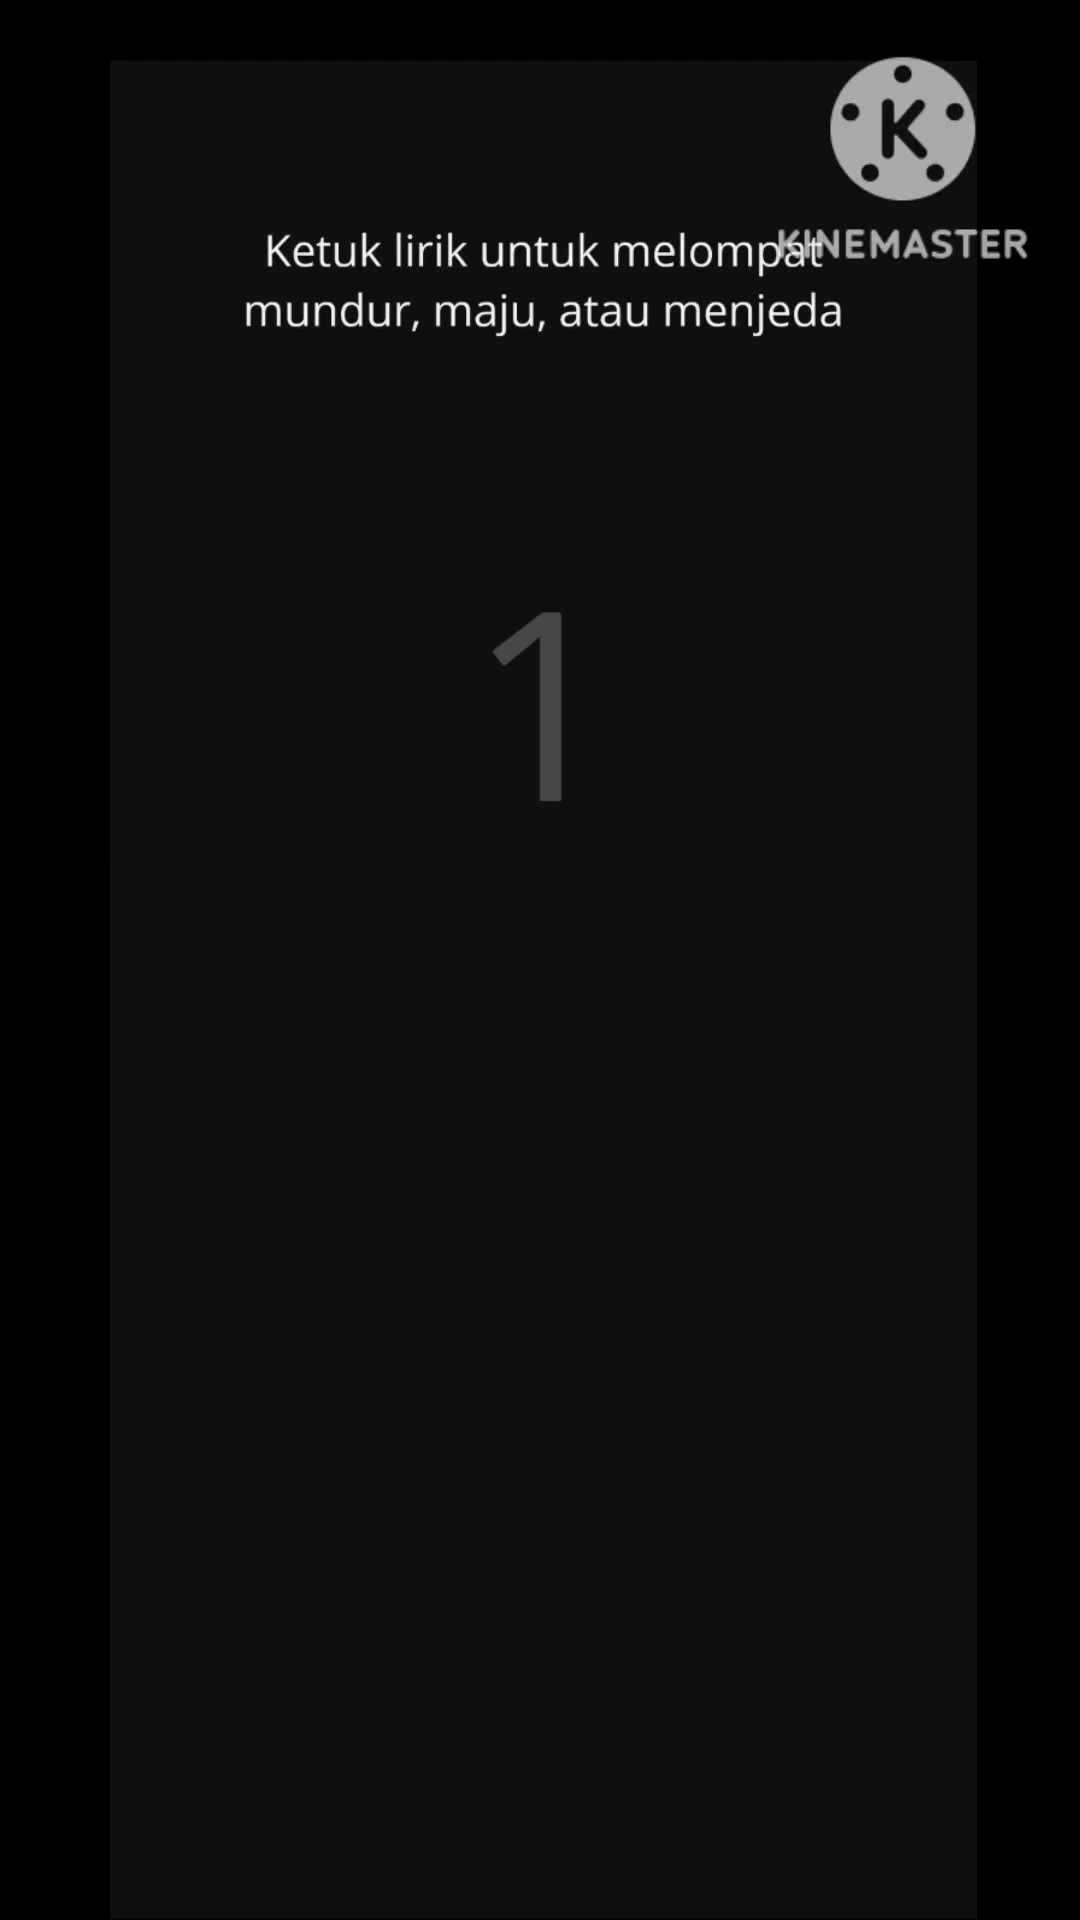 K
KINEMASTER
Ketuk lirik untuk melompat
mundur, maju, atau menjeda
1